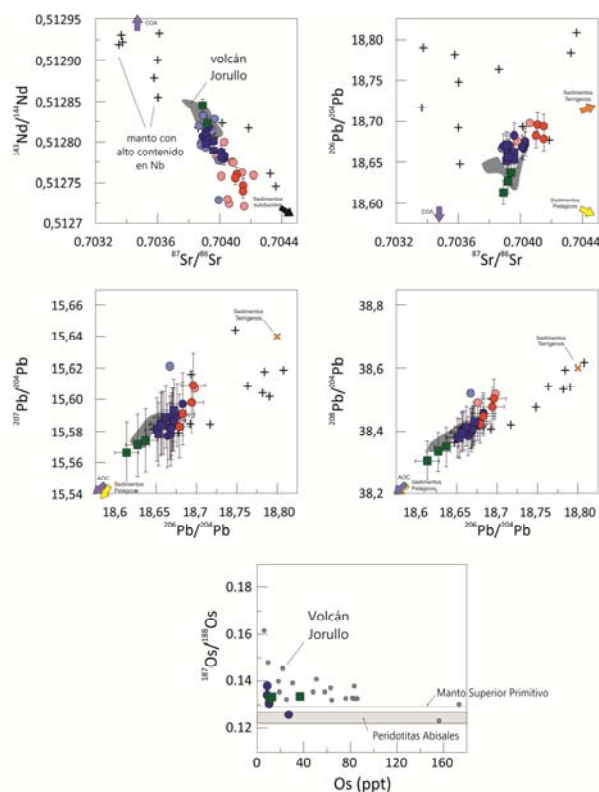 COA
0,51295
0,5129
0,51285
0,51280
0,51275
0,5127
¹⁴³Nd/¹⁴⁴Nd
volcán
Jorullo
manto con
alto contenido
en Nb
Sedimentos
subducidos
0,7032
0,7036
0,7040
0,7044
⁸⁷Sr/⁸⁶Sr
18,80
18,75
18,70
18,65
18,60
²⁰⁶Pb/²⁰⁴Pb
Sedimentos
Terrígenos
COA
Sedimentos
Pelágicos
0,7032
0,7036
0,7040
0,7044
⁸⁷Sr/⁸⁶Sr
15,66
15,64
15,62
15,60
15,58
15,56
15,54
²⁰⁷Pb/²⁰⁴Pb
Sedimentos
Terrígenos
AOC
Sedimentos
Pelágicos
18,6
18,65
18,7
18,75
18,80
²⁰⁶Pb/²⁰⁴Pb
38,8
38,6
38,4
38,2
²⁰⁸Pb/²⁰⁴Pb
Sedimentos
Terrígenos
AOC
Sedimentos
Pelágicos
18,6
18,65
18,7
18,75
18,80
²⁰⁶Pb/²⁰⁴Pb
0.18
0.16
0.14
0.12
¹⁸⁷Os/¹⁸⁸Os
Volcán
Jorullo
Manto Superior Primitivo
Peridotitas Abisales
0
40
80
120
160
Os (ppt)